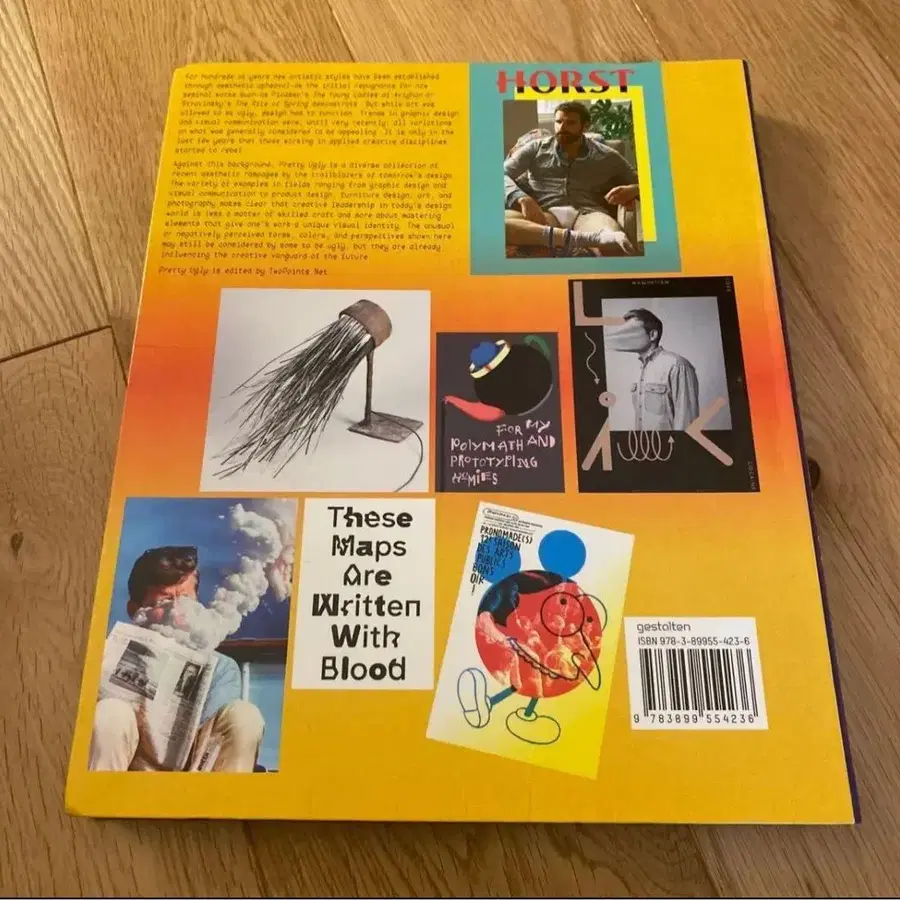 For hundreds of years new artistic styles have been established
through aesthetic upheaval—as the initial repugnance for now
seminal works such as Picasso's The Young Ladies of Avignon or
Stravinsky's The Rite of Spring demonstrate. But while art was
allowed to be ugly, design had to function. Trends in graphic design
and visual communication were, until very recently, all variations
on what was generally considered to be appealing. It is only in the
last few years that those working in applied creative disciplines
started to rebel.
Against this background, Pretty Ugly is a diverse collection of
recent aesthetic rampages by the trailblazers of tomorrow's design.
The variety of examples in fields ranging from graphic design and
visual communication to product design, furniture design, art, and
photography makes clear that creative leadership in today's design
world is less a matter of skilled craft and more about mastering
elements that give one's work a unique visual identity. The unusual
or negatively perceived forms, colors, and perspectives shown here
may still be considered by some to be ugly, but they are already
influencing the creative vanguard of the future.
Pretty Ugly is edited by TwoPoints.Net.
HORST
FOR MY
POLYMATH AND
PROTOTYPING
HOMIES
These
Maps
Are
Written
With
Blood
PRONOMADE(S)
12E SAISON
DES ARTS
PUBLICS
BONS
OIR
!
gestalten
ISBN 978-3-89955-423-6
9 783899 554236